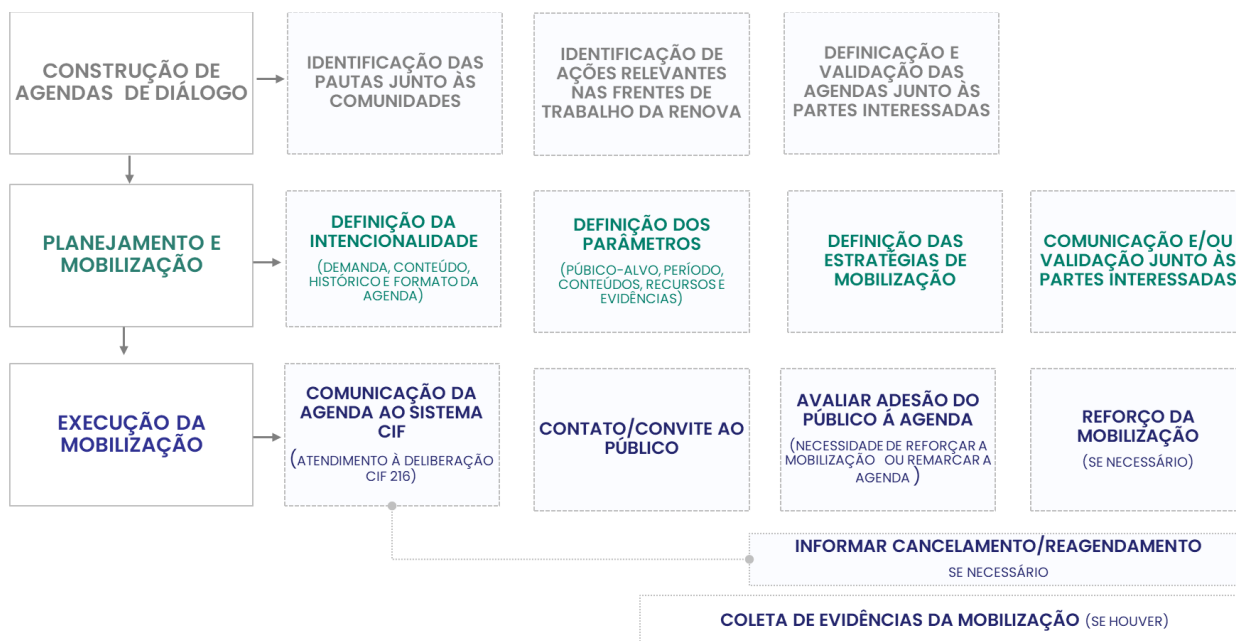 CONSTRUÇÃO DE
AGENDAS DE DIÁLOGO
IDENTIFICAÇÃO DAS
PAUTAS JUNTO ÀS
COMUNIDADES
IDENTIFICAÇÃO DE
AÇÕES RELEVANTES
NAS FRENTES DE
TRABALHO DA RENOVA
DEFINICAÇÃO E
VALIDAÇÃO DAS
AGENDAS JUNTO ÀS
PARTES INTERESSADAS
PLANEJAMENTO E
MOBILIZAÇÃO
DEFINIÇÃO DA
INTENCIONALIDADE
(DEMANDA, CONTEÚDO,
HISTÓRICO E FORMATO DA
AGENDA)
DEFINIÇÃO DOS
PARÂMETROS
(PÚBICO-ALVO, PERÍODO,
CONTEÚDOS, RECURSOS E
EVIDÊNCIAS)
DEFINIÇÃO DAS
ESTRATÉGIAS DE
MOBILIZAÇÃO
COMUNICAÇÃO E/OU
VALIDAÇÃO JUNTO ÀS
PARTES INTERESSADAS
EXECUÇÃO DA
MOBILIZAÇÃO
COMUNICAÇÃO DA
AGENDA AO SISTEMA
CIF
(ATENDIMENTO À DELIBERAÇÃO
CIF 216)
CONTATO/CONVITE AO
PÚBLICO
AVALIAR ADESÃO DO
PÚBLICO Á AGENDA
(NECESSIDADE DE REFORÇAR A
MOBILIZAÇÃO OU REMARCAR A
AGENDA )
REFORÇO DA
MOBILIZAÇÃO
(SE NECESSÁRIO)
INFORMAR CANCELAMENTO/REAGENDAMENTO
SE NECESSÁRIO
COLETA DE EVIDÊNCIAS DA MOBILIZAÇÃO (SE HOUVER)